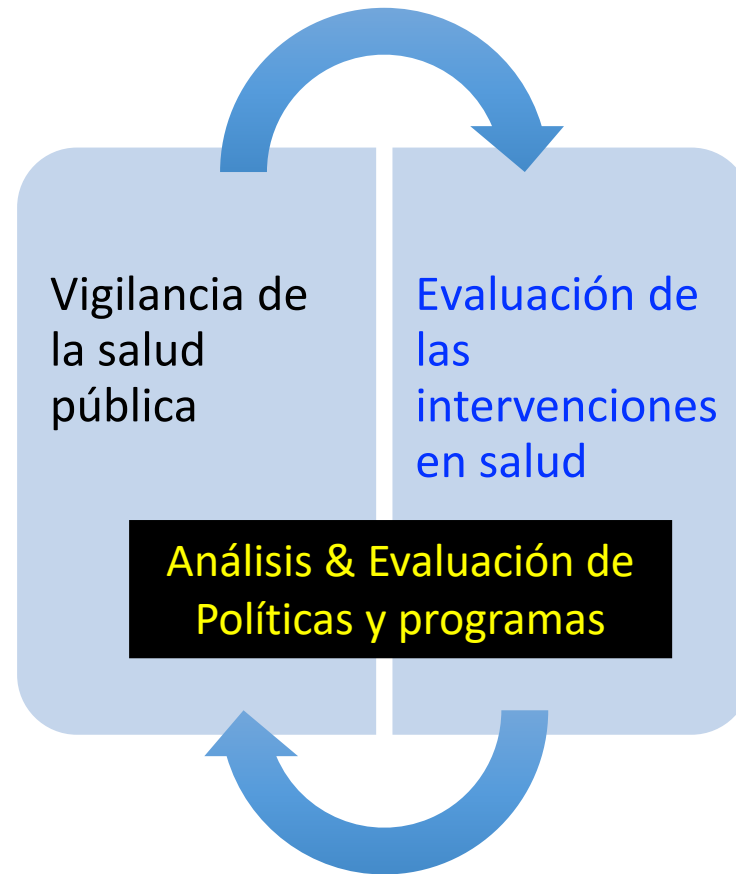 Vigilancia de
la salud
pública
Evaluación de
las
intervenciones
en salud
Análisis & Evaluación de
Políticas y programas